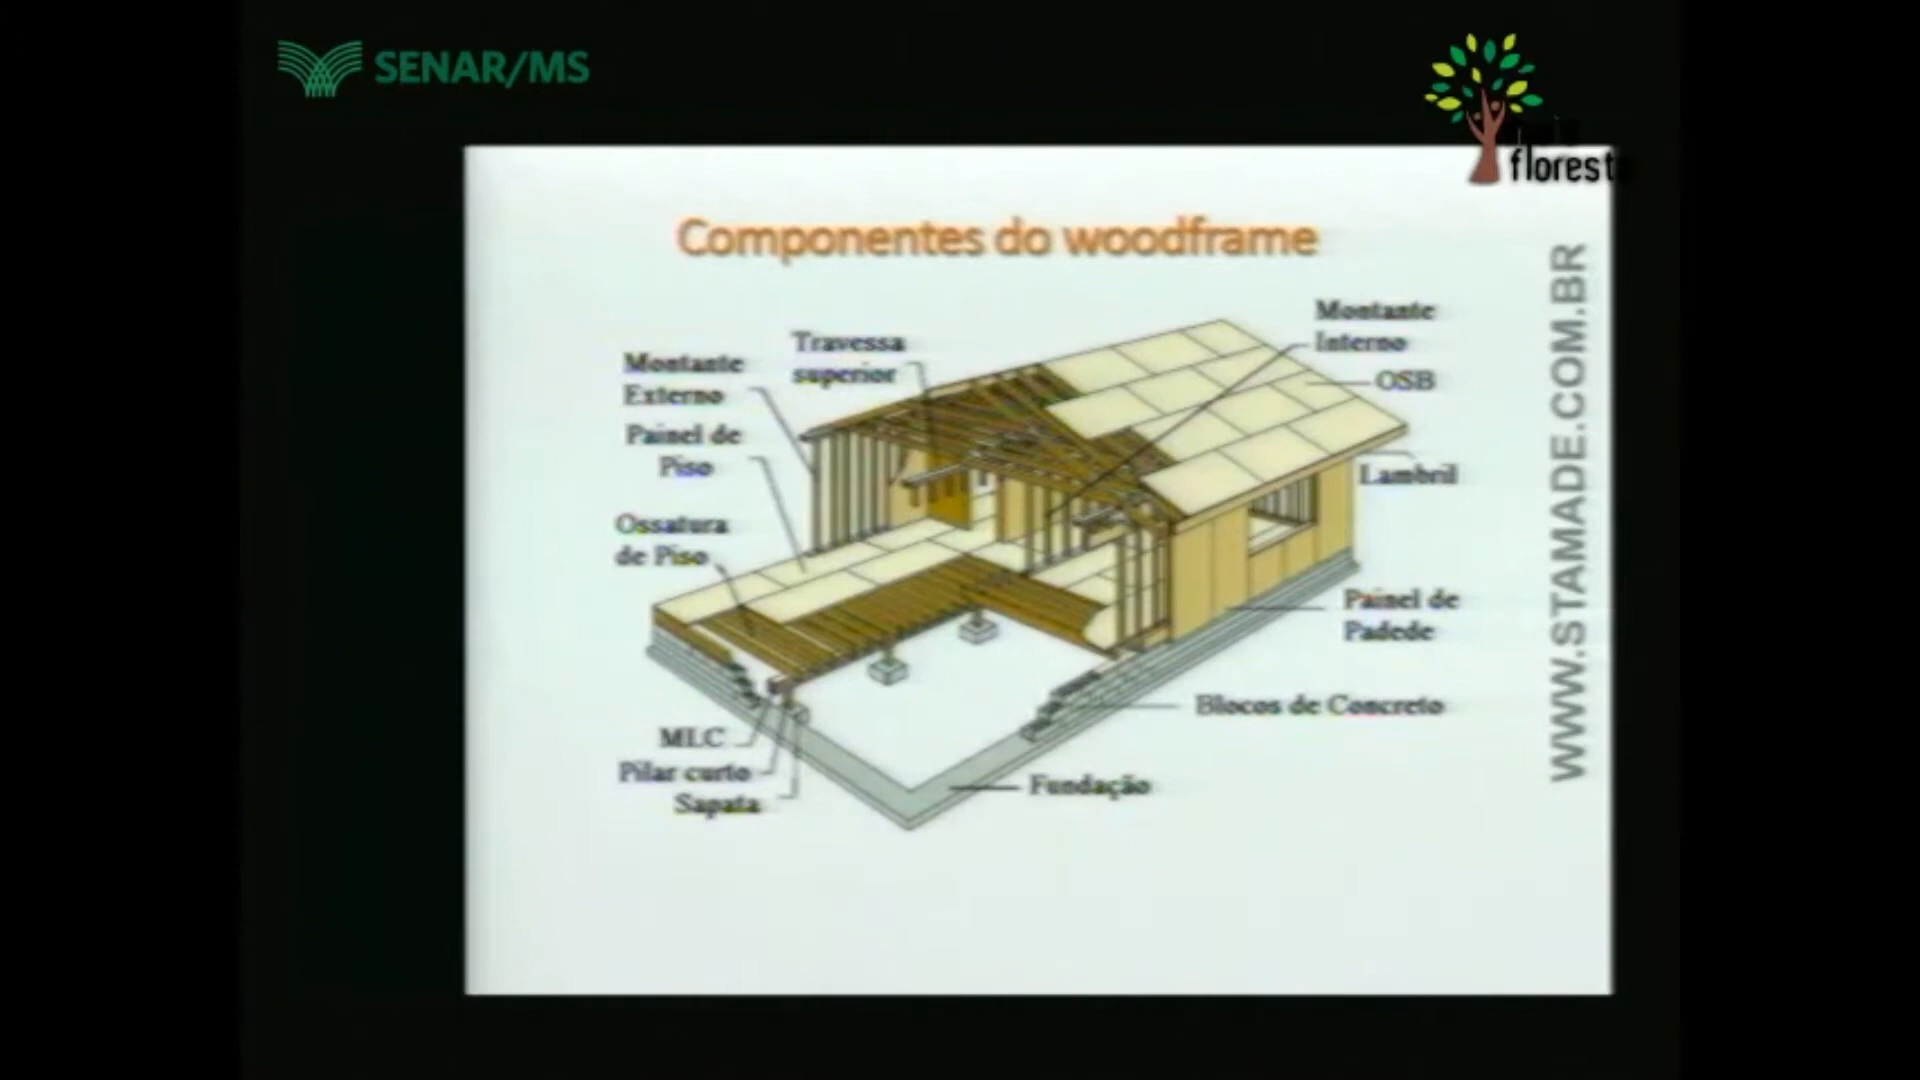 SENAR/MS
floresta
Componentes do woodframe
Montante
Externo
Travessa
superior
Montante
Interno
OSB
Painel de
Piso
Lambril
Ossatura
de Piso
Painel de
Padede
Blocos de Concreto
MLC
Pilar curto
Sapata
Fundação
WWW.STAMADE.COM.BR